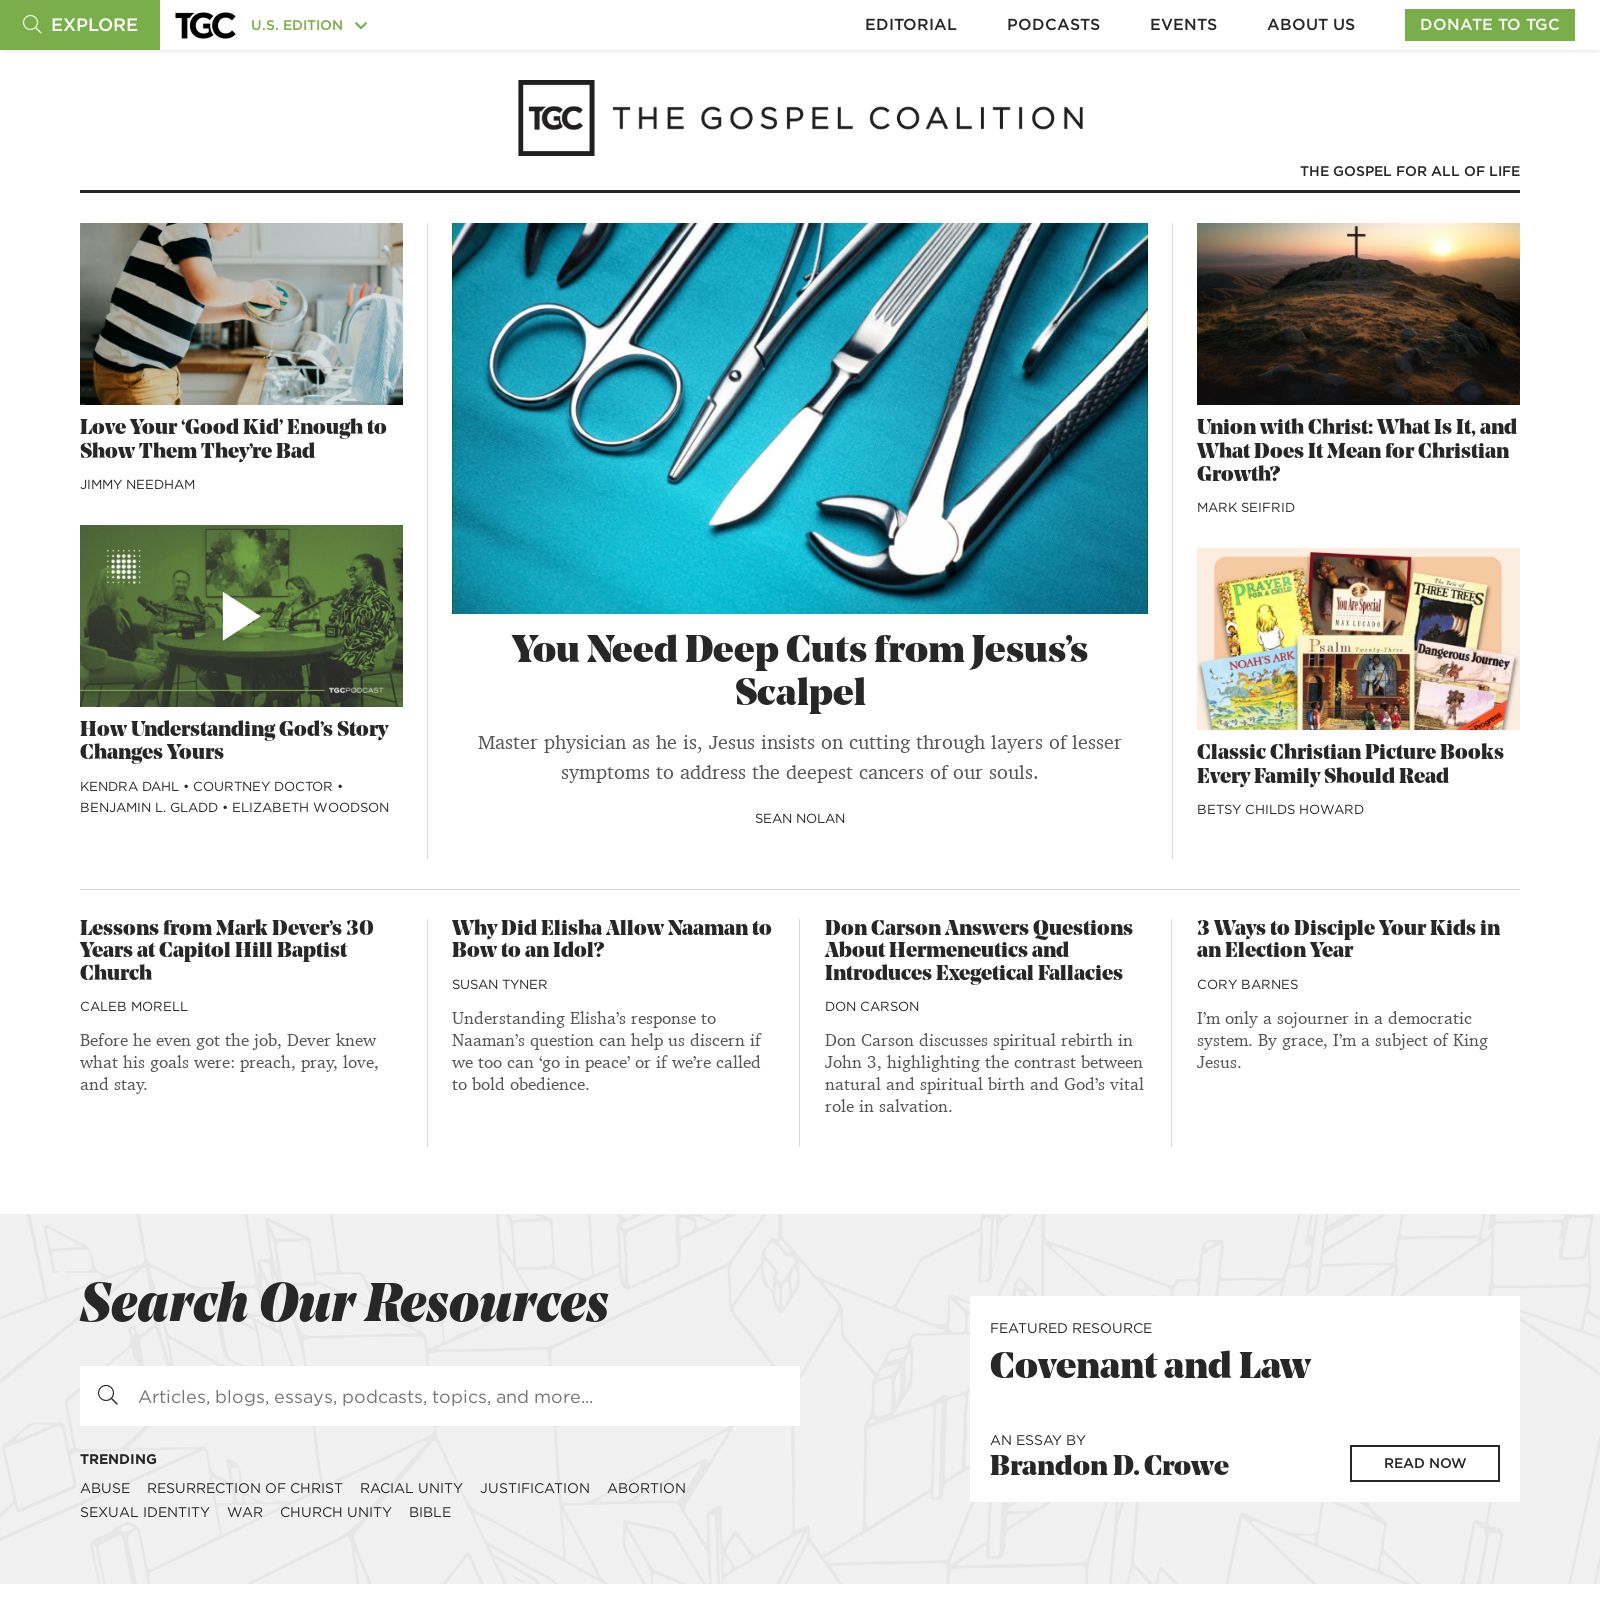 EXPLORE
TGC
U.S. EDITION
EDITORIAL
PODCASTS
EVENTS
ABOUT US
DONATE TO TGC
TGC
THE GOSPEL COALITION
THE GOSPEL FOR ALL OF LIFE
Love Your ‘Good Kid’ Enough to
Show Them They’re Bad
JIMMY NEEDHAM
TGCPODCAST
How Understanding God’s Story
Changes Yours
KENDRA DAHL • COURTNEY DOCTOR •
BENJAMIN L. GLADD • ELIZABETH WOODSON
You Need Deep Cuts from Jesus’s
Scalpel
Master physician as he is, Jesus insists on cutting through layers of lesser
symptoms to address the deepest cancers of our souls.
SEAN NOLAN
Union with Christ: What Is It, and
What Does It Mean for Christian
Growth?
MARK SEIFRID
PRAYER
FOR A CHILD
You Are Special
MAX LUCADO
The Tale of
THREE TREES
NOAH'S ARK
Psalm Twenty-Three
Dangerous Journey
Progress
Classic Christian Picture Books
Every Family Should Read
BETSY CHILDS HOWARD
Lessons from Mark Dever’s 30
Years at Capitol Hill Baptist
Church
CALEB MORELL
Before he even got the job, Dever knew
what his goals were: preach, pray, love,
and stay.
Why Did Elisha Allow Naaman to
Bow to an Idol?
SUSAN TYNER
Understanding Elisha’s response to
Naaman’s question can help us discern if
we too can ‘go in peace’ or if we’re called
to bold obedience.
Don Carson Answers Questions
About Hermeneutics and
Introduces Exegetical Fallacies
DON CARSON
Don Carson discusses spiritual rebirth in
John 3, highlighting the contrast between
natural and spiritual birth and God’s vital
role in salvation.
3 Ways to Disciple Your Kids in
an Election Year
CORY BARNES
I’m only a sojourner in a democratic
system. By grace, I’m a subject of King
Jesus.
Search Our Resources
Articles, blogs, essays, podcasts, topics, and more...
TRENDING
ABUSE RESURRECTION OF CHRIST RACIAL UNITY JUSTIFICATION ABORTION
SEXUAL IDENTITY WAR CHURCH UNITY BIBLE
FEATURED RESOURCE
Covenant and Law
AN ESSAY BY
Brandon D. Crowe
READ NOW